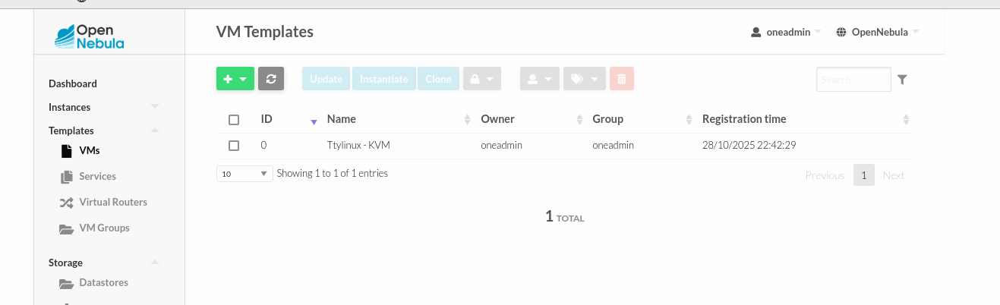 Open
Nebula
VM Templates
oneadmin
OpenNebula
Dashboard
Instances
Templates
VMs
Services
Virtual Routers
VM Groups
Storage
Datastores
Update Instantiate Clone
Search
ID Name Owner Group Registration time
0 Ttylinux - KVM oneadmin oneadmin 28/10/2025 22:42:29
10 Showing 1 to 1 of 1 entries
Previous 1 Next
1 TOTAL